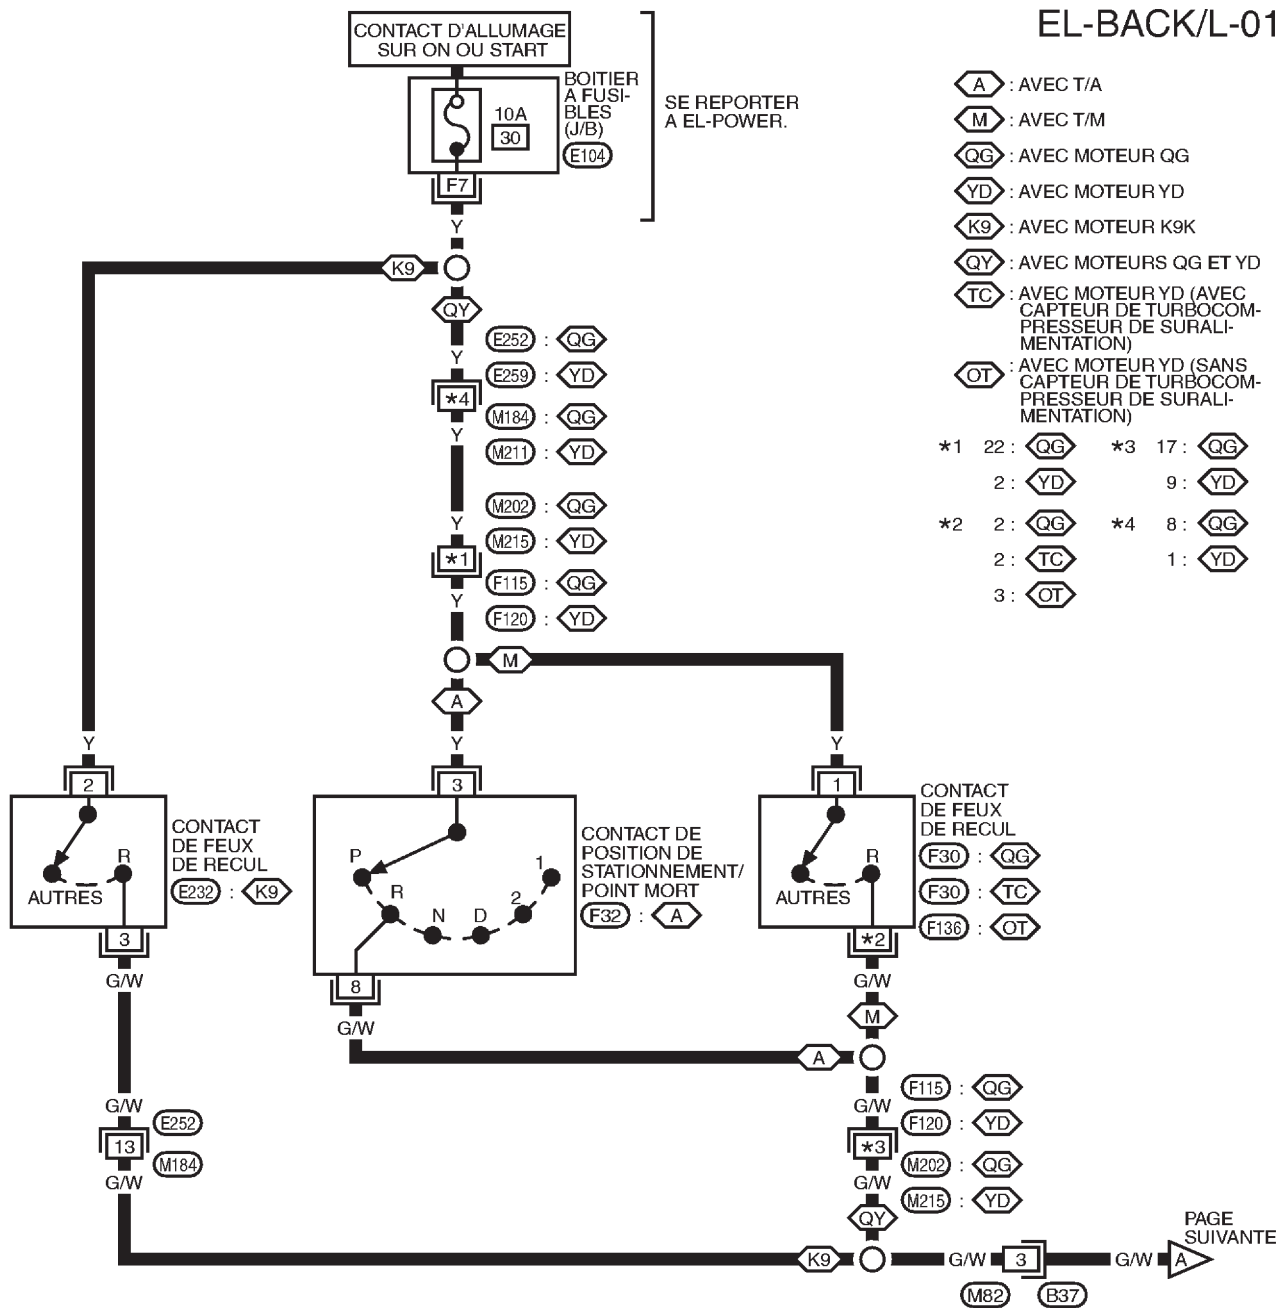 EL-BACK/L-01
CONTACT D'ALLUMAGE
SUR ON OU START
BOITIER
A FUSI-
BLES
(J/B)
E104
10A
30
F7
SE REPORTER
A EL-POWER.
A : AVEC T/A
M : AVEC T/M
QG : AVEC MOTEUR QG
YD : AVEC MOTEUR YD
K9 : AVEC MOTEUR K9K
QY : AVEC MOTEURS QG ET YD
TC : AVEC MOTEUR YD (AVEC
CAPTEUR DE TURBOCOM-
PRESSEUR DE SURALI-
MENTATION)
OT : AVEC MOTEUR YD (SANS
CAPTEUR DE TURBOCOM-
PRESSEUR DE SURALI-
MENTATION)
*1 22 : QG *3 17 : QG
2 : YD 9 : YD
*2 2 : QG *4 8 : QG
2 : TC 1 : YD
3 : OT
Y
K9
QY
Y
E252 : QG
E259 : YD
*4
M184 : QG
Y
M211 : YD
M202 : QG
Y
M215 : YD
*1
F115 : QG
Y
F120 : YD
M
A
Y
Y
Y
2
3
1
CONTACT
DE FEUX
DE RECUL
E232 : K9
R
AUTRES
3
CONTACT DE
POSITION DE
STATIONNEMENT/
POINT MORT
F32 : A
P
R
N
D
2
1
8
CONTACT
DE FEUX
DE RECUL
F30 : QG
F30 : TC
F136 : OT
R
AUTRES
*2
G/W
G/W
G/W
M
A
G/W
E252
13
M184
G/W
F115 : QG
G/W
F120 : YD
*3
M202 : QG
G/W
M215 : YD
QY
K9
G/W
3
G/W
A
M82
B37
PAGE
SUIVANTE